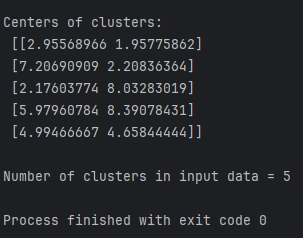 Centers of clusters:
[[2.95568966 1.95775862]
[7.20690909 2.20836364]
[2.17603774 8.03283019]
[5.97960784 8.39078431]
[4.99466667 4.65844444]]
Number of clusters in input data = 5
Process finished with exit code 0